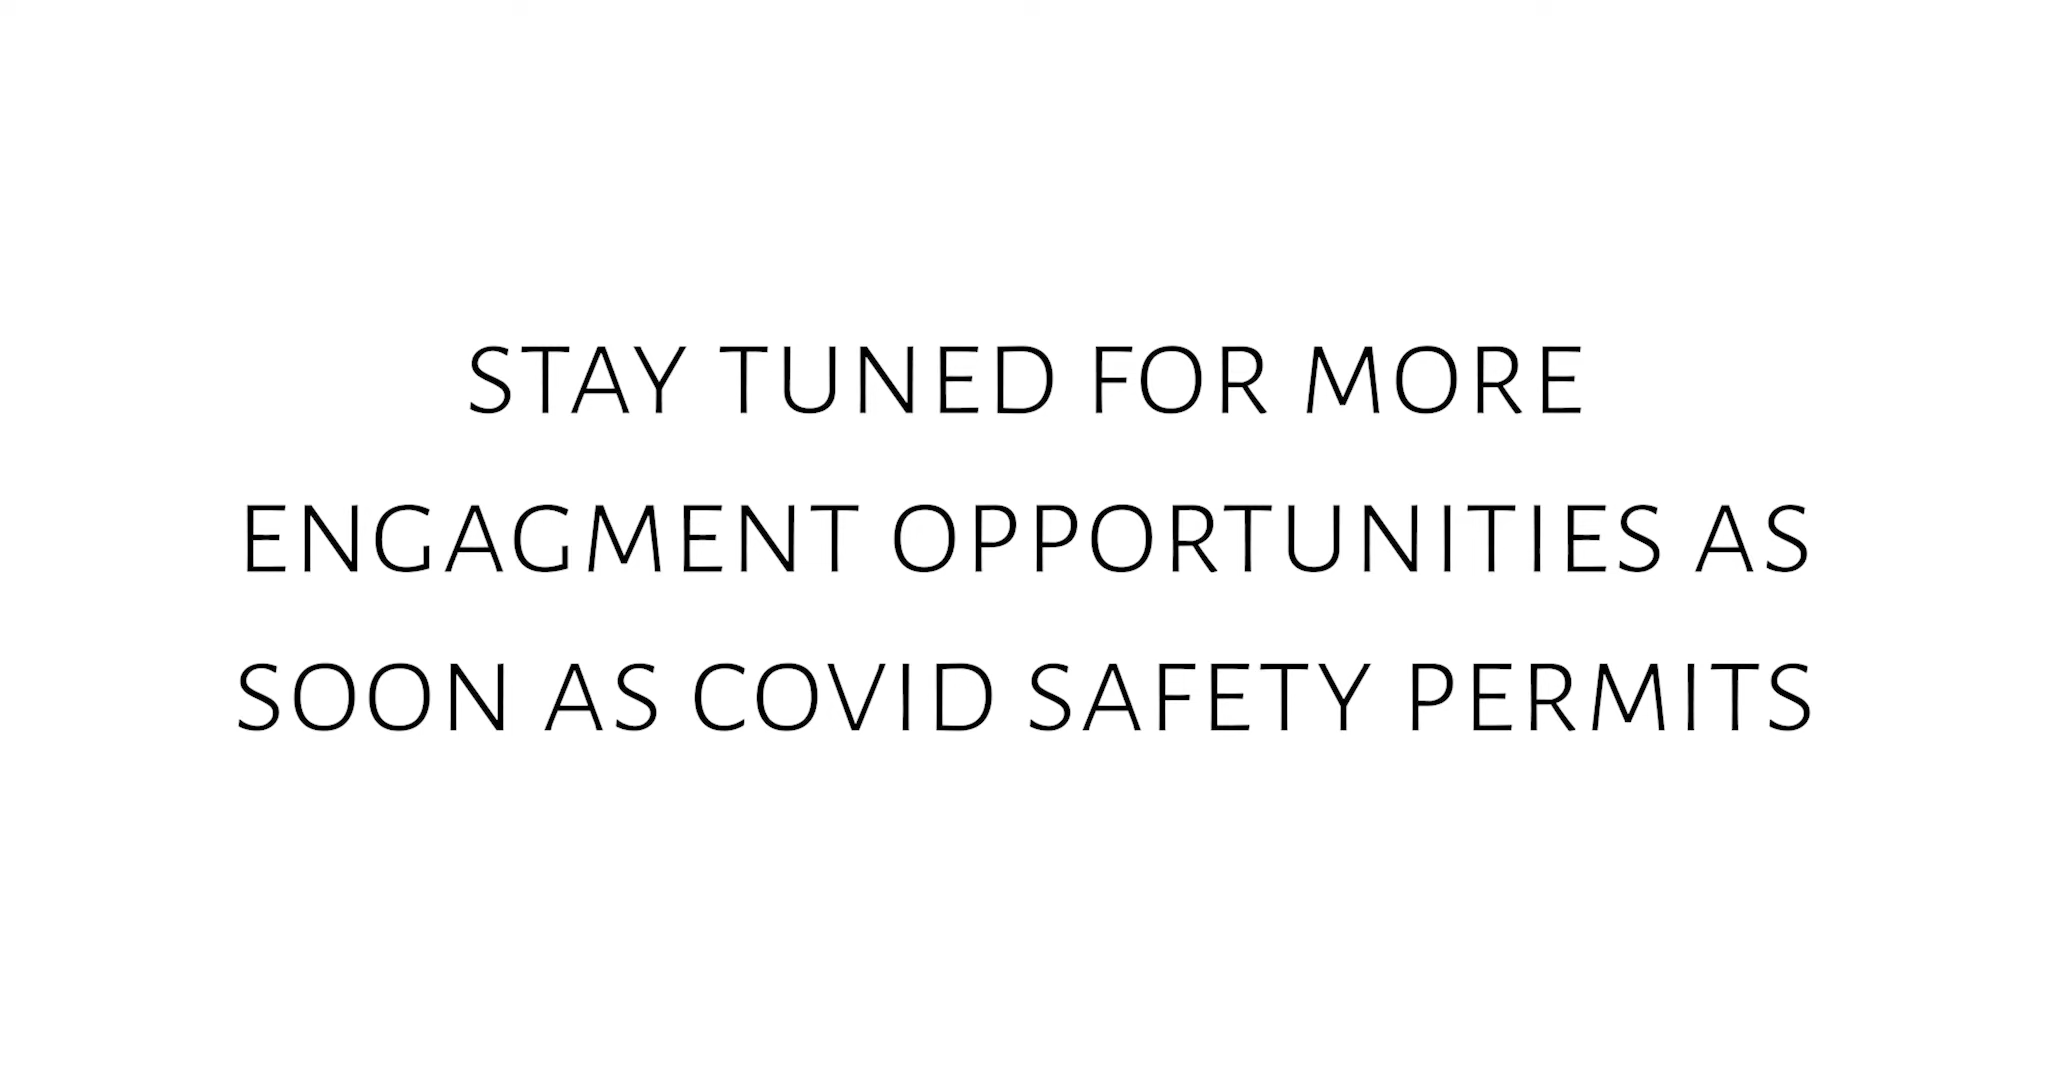 STAY TUNED FOR MORE
ENGAGMENT OPPORTUNITIES AS
SOON AS COVID SAFETY PERMITS